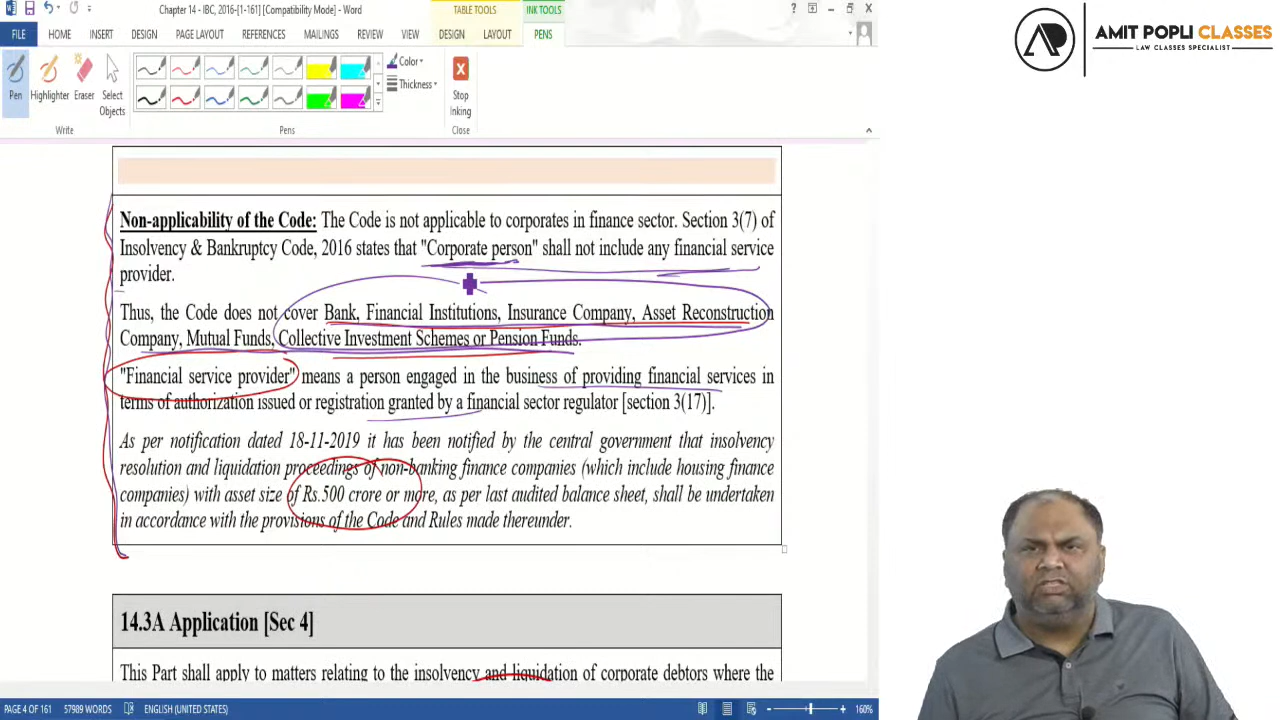 Chapter 14 - IBC, 2016-[1-161] [Compatibility Mode] - Word
TABLE TOOLS
INK TOOLS
FILE HOME INSERT DESIGN PAGE LAYOUT REFERENCES MAILINGS REVIEW VIEW DESIGN LAYOUT PENS
Pen Highlighter Eraser Select Objects
Color
Thickness
Stop Inking
Write Pens Close
AMIT POPLI CLASSES
LAW CLASSES SPECIALIST
Non-applicability of the Code: The Code is not applicable to corporates in finance sector. Section 3(7) of
Insolvency & Bankruptcy Code, 2016 states that "Corporate person" shall not include any financial service
provider.
Thus, the Code does not cover Bank, Financial Institutions, Insurance Company, Asset Reconstruction
Company, Mutual Funds, Collective Investment Schemes or Pension Funds.
"Financial service provider" means a person engaged in the business of providing financial services in
terms of authorization issued or registration granted by a financial sector regulator [section 3(17)].
As per notification dated 18-11-2019 it has been notified by the central government that insolvency
resolution and liquidation proceedings of non-banking finance companies (which include housing finance
companies) with asset size of Rs.500 crore or more, as per last audited balance sheet, shall be undertaken
in accordance with the provisions of the Code and Rules made thereunder.
14.3A Application [Sec 4]
This Part shall apply to matters relating to the insolvency and liquidation of corporate debtors where the
PAGE 4 OF 161 57989 WORDS ENGLISH (UNITED STATES) 160%